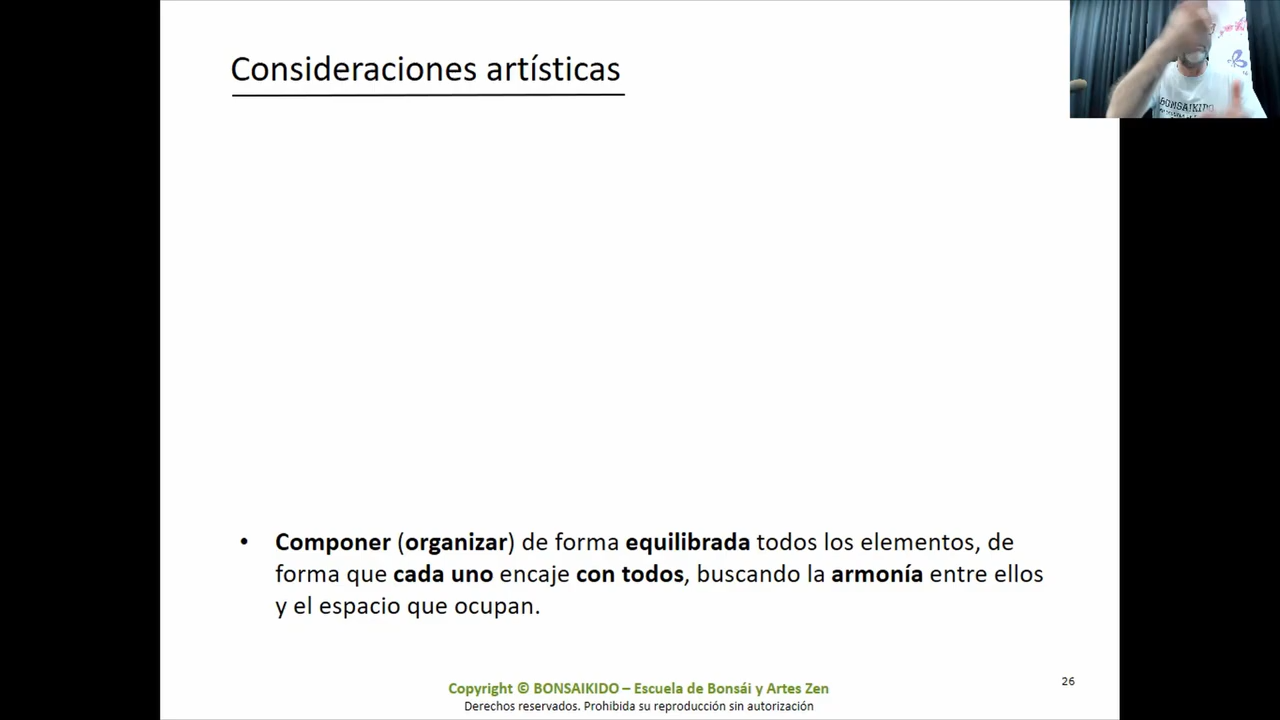 Consideraciones artísticas
BONSAIKIDO
• Componer (organizar) de forma equilibrada todos los elementos, de
forma que cada uno encaje con todos, buscando la armonía entre ellos
y el espacio que ocupan.
26
Copyright © BONSAIKIDO – Escuela de Bonsái y Artes Zen
Derechos reservados. Prohibida su reproducción sin autorización